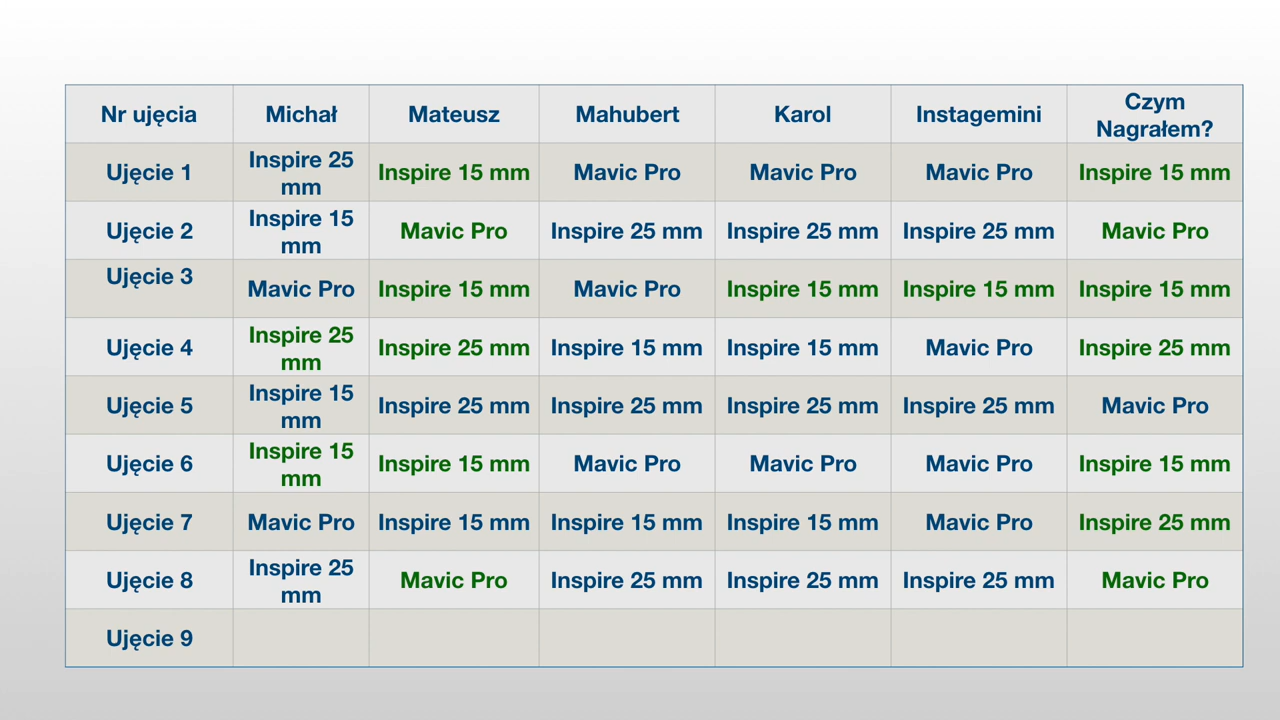 Nr ujęcia Michał Mateusz Mahubert Karol Instagemini Czym
Nagrałem?
Ujęcie 1 Inspire 25
mm Inspire 15 mm Mavic Pro Mavic Pro Mavic Pro Inspire 15 mm
Ujęcie 2 Inspire 15
mm Mavic Pro Inspire 25 mm Inspire 25 mm Inspire 25 mm Mavic Pro
Ujęcie 3 Mavic Pro Inspire 15 mm Mavic Pro Inspire 15 mm Inspire 15 mm Inspire 15 mm
Ujęcie 4 Inspire 25
mm Inspire 25 mm Inspire 15 mm Inspire 15 mm Mavic Pro Inspire 25 mm
Ujęcie 5 Inspire 15
mm Inspire 25 mm Inspire 25 mm Inspire 25 mm Inspire 25 mm Mavic Pro
Ujęcie 6 Inspire 15
mm Inspire 15 mm Mavic Pro Mavic Pro Mavic Pro Inspire 15 mm
Ujęcie 7 Mavic Pro Inspire 15 mm Inspire 15 mm Inspire 15 mm Mavic Pro Inspire 25 mm
Ujęcie 8 Inspire 25
mm Mavic Pro Inspire 25 mm Inspire 25 mm Inspire 25 mm Mavic Pro
Ujęcie 9